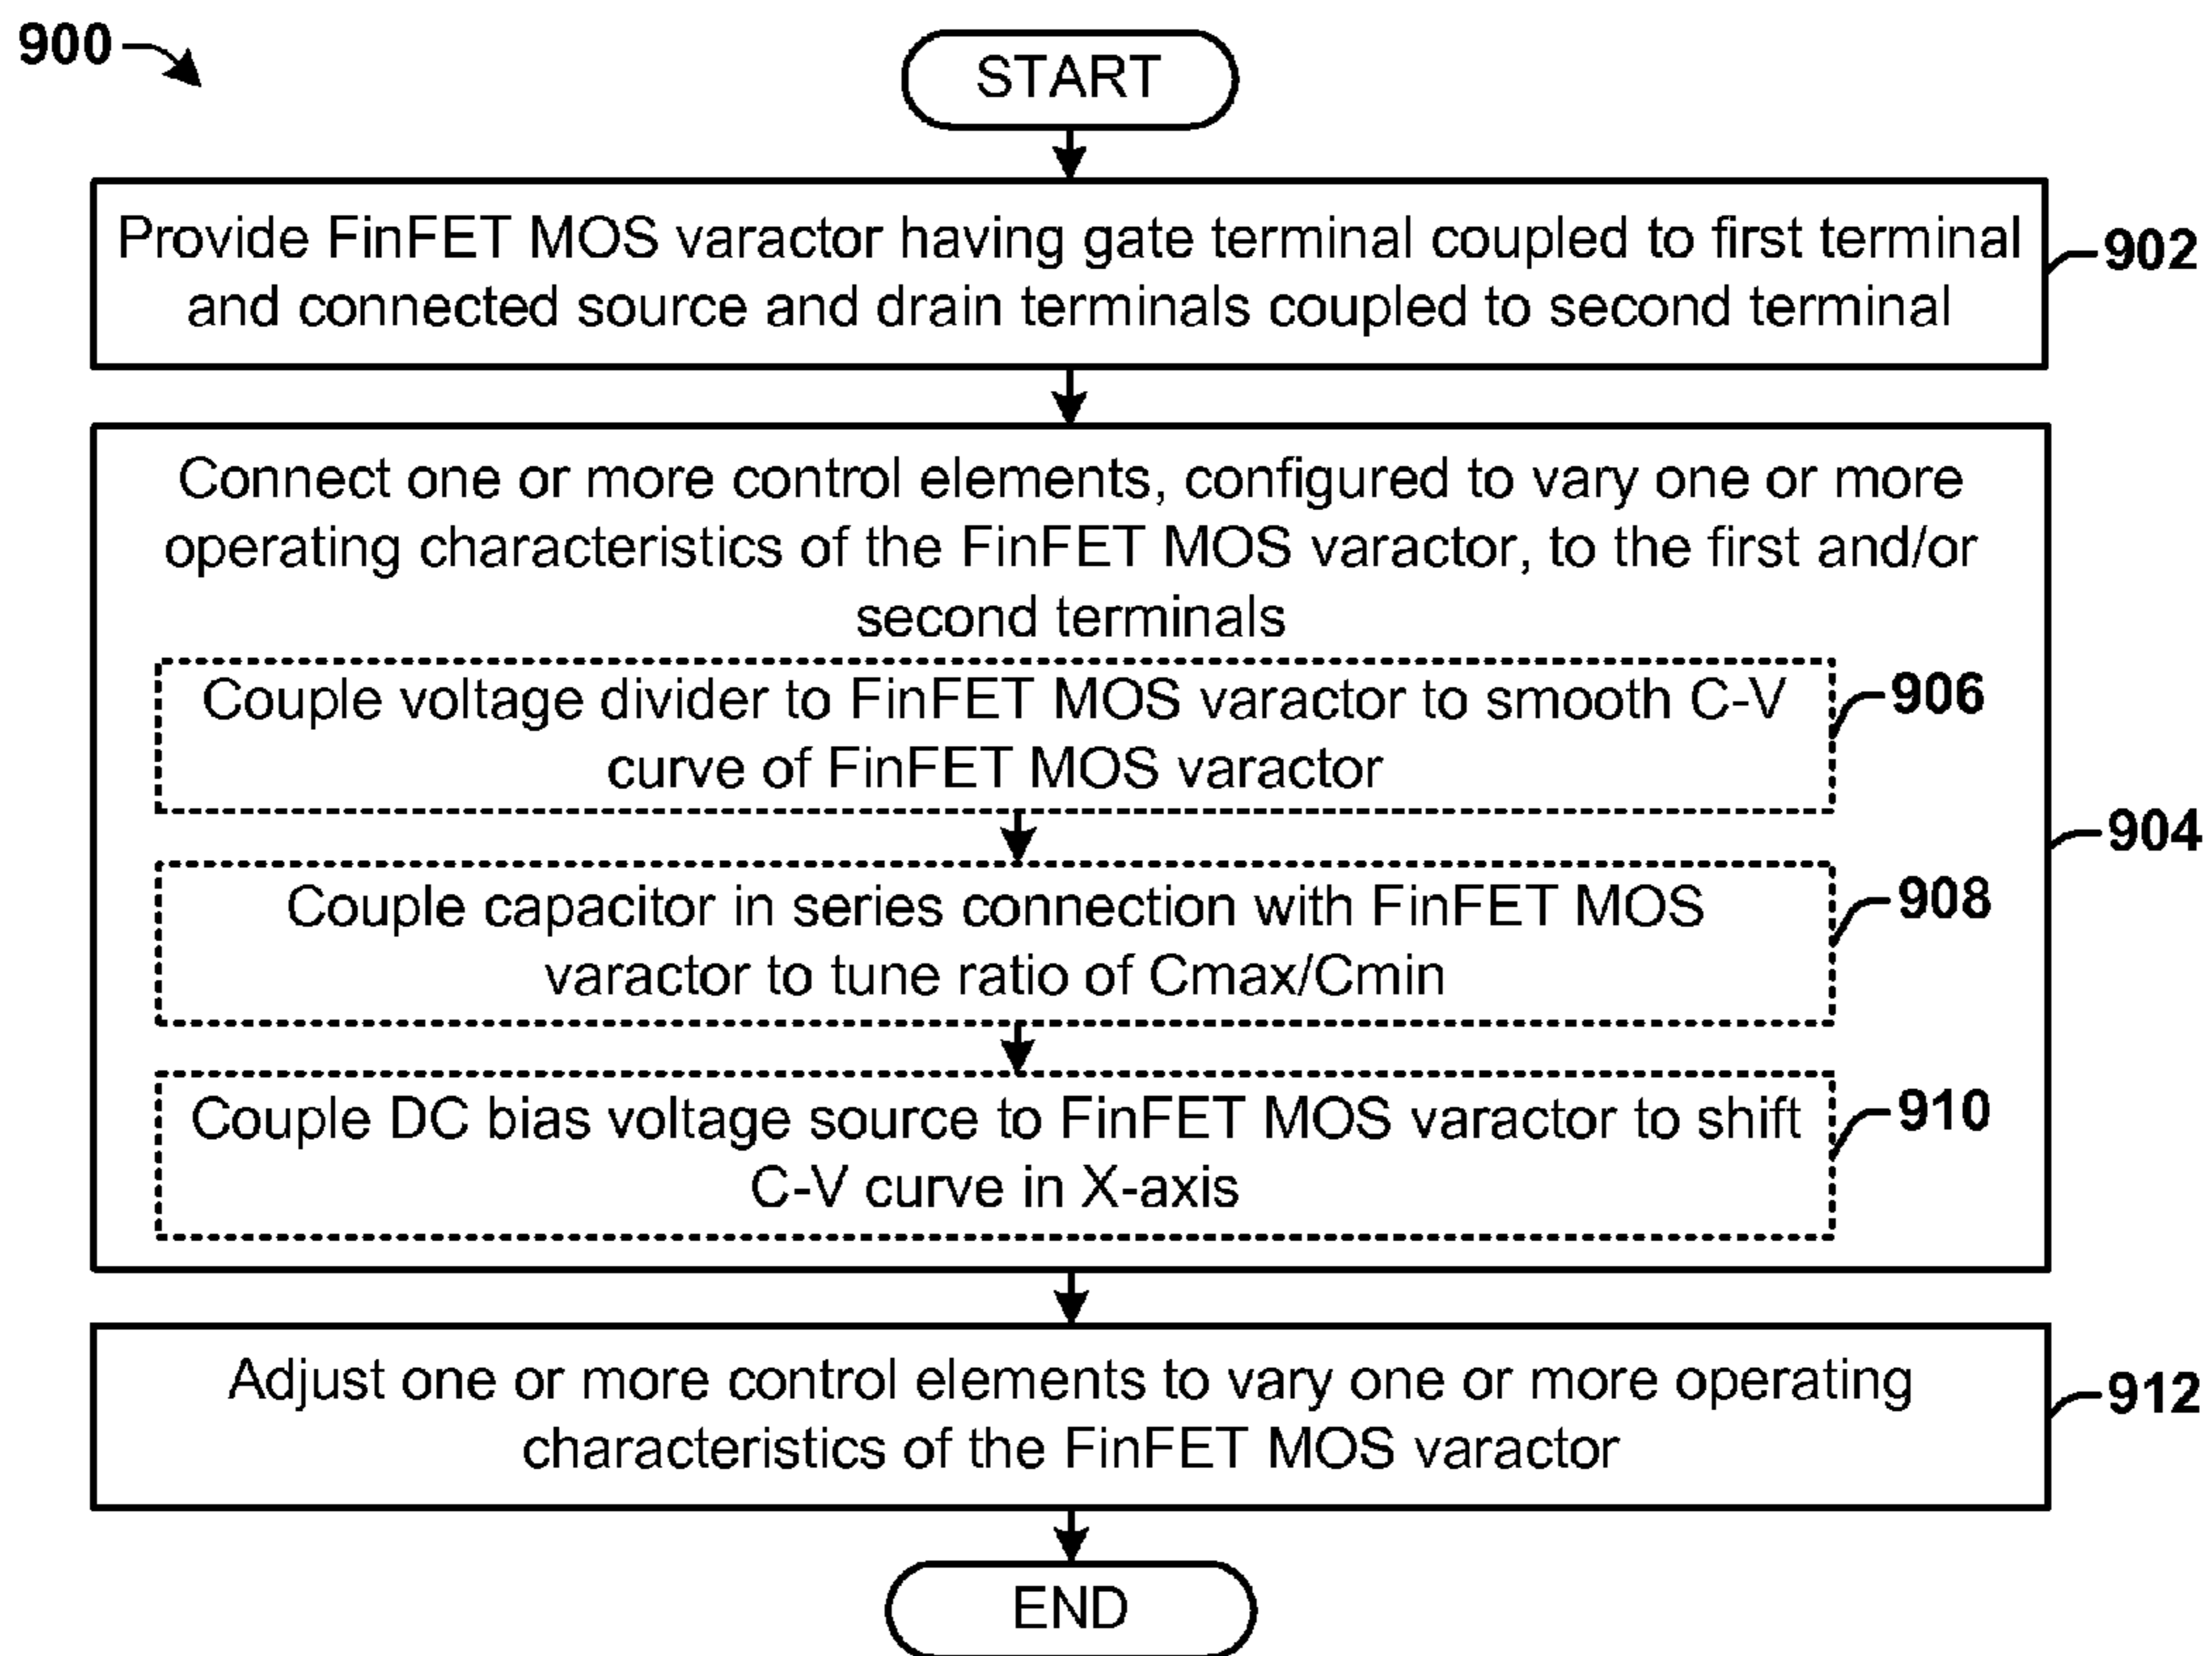 900
START
Provide FinFET MOS varactor having gate terminal coupled to first terminal
and connected source and drain terminals coupled to second terminal
902
Connect one or more control elements, configured to vary one or more
operating characteristics of the FinFET MOS varactor, to the first and/or
second terminals
Couple voltage divider to FinFET MOS varactor to smooth C-V
curve of FinFET MOS varactor
906
904
Couple capacitor in series connection with FinFET MOS
varactor to tune ratio of Cmax/Cmin
908
Couple DC bias voltage source to FinFET MOS varactor to shift
C-V curve in X-axis
910
Adjust one or more control elements to vary one or more operating
characteristics of the FinFET MOS varactor
912
END